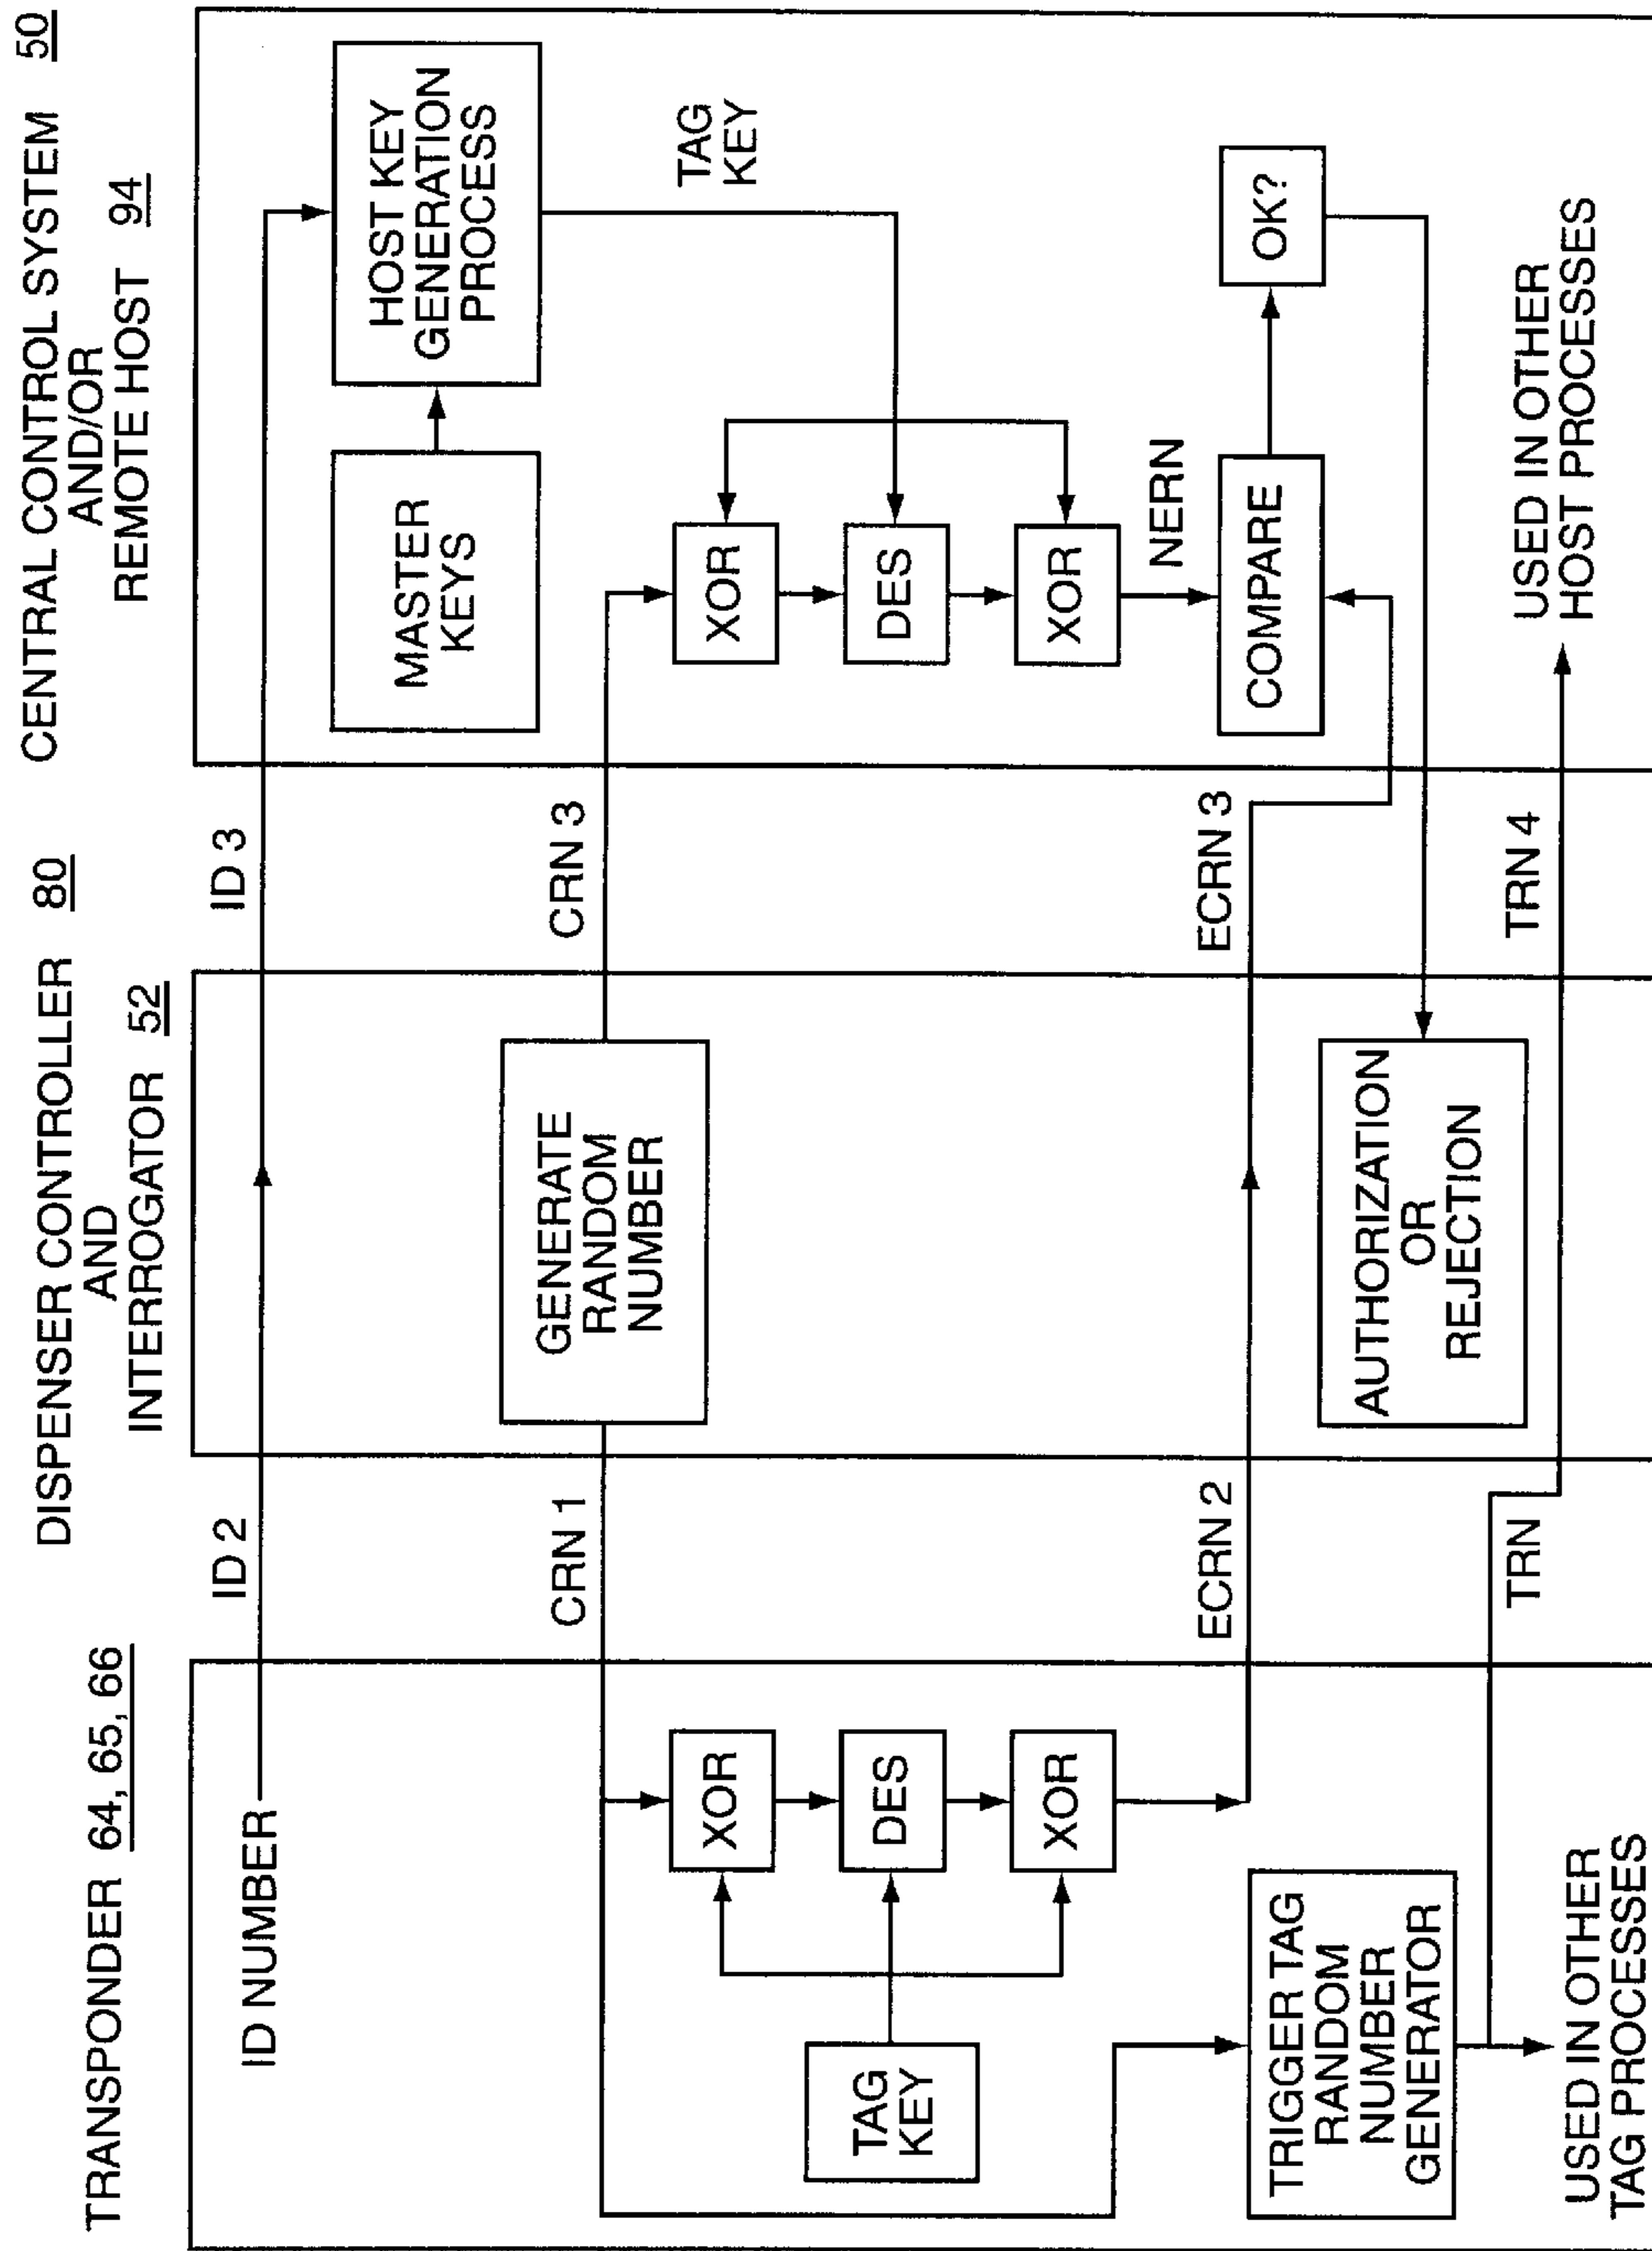 TRANSPONDER 64, 65, 66
ID NUMBER
XOR
DES
XOR
TAG
KEY
TRIGGER TAG
RANDOM
NUMBER
GENERATOR
USED IN OTHER
TAG PROCESSES
ID 2
CRN 1
ECRN 2
TRN
DISPENSER CONTROLLER 80
AND
INTERROGATOR 52
GENERATE
RANDOM
NUMBER
AUTHORIZATION
OR
REJECTION
ID 3
CRN 3
ECRN 3
TRN 4
CENTRAL CONTROL SYSTEM 50
AND/OR
REMOTE HOST 94
MASTER
KEYS
HOST KEY
GENERATION
PROCESS
TAG
KEY
XOR
DES
XOR
NERN
COMPARE
OK?
USED IN OTHER
HOST PROCESSES